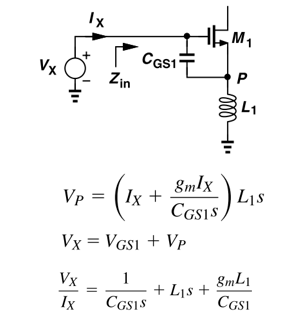 I_X
M_1
V_X
+
−
Z_in
C_GS1
P
L_1
V_P = (I_X + g_m I_X / C_GS1 s) L_1 s
V_X = V_GS1 + V_P
V_X / I_X = 1 / C_GS1 s + L_1 s + g_m L_1 / C_GS1